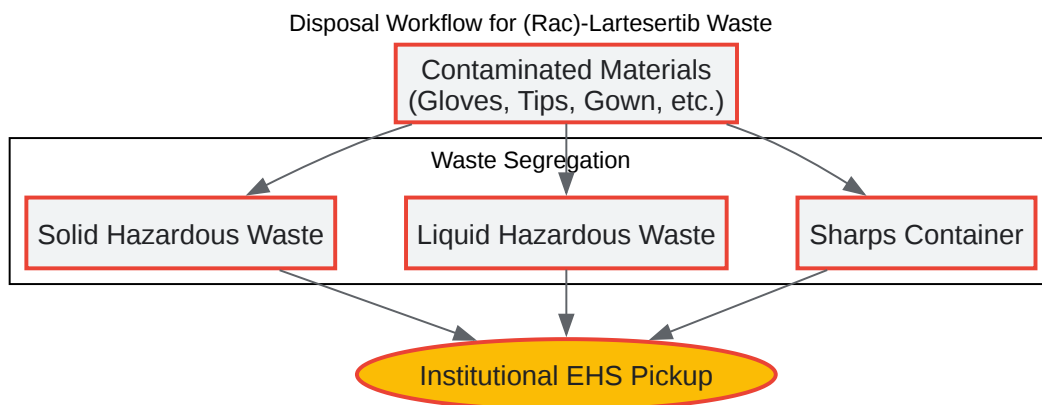 Disposal Workflow for (Rac)-Lartesertib Waste
Contaminated Materials
(Gloves, Tips, Gown, etc.)
Waste Segregation
Solid Hazardous Waste
Liquid Hazardous Waste
Sharps Container
Institutional EHS Pickup